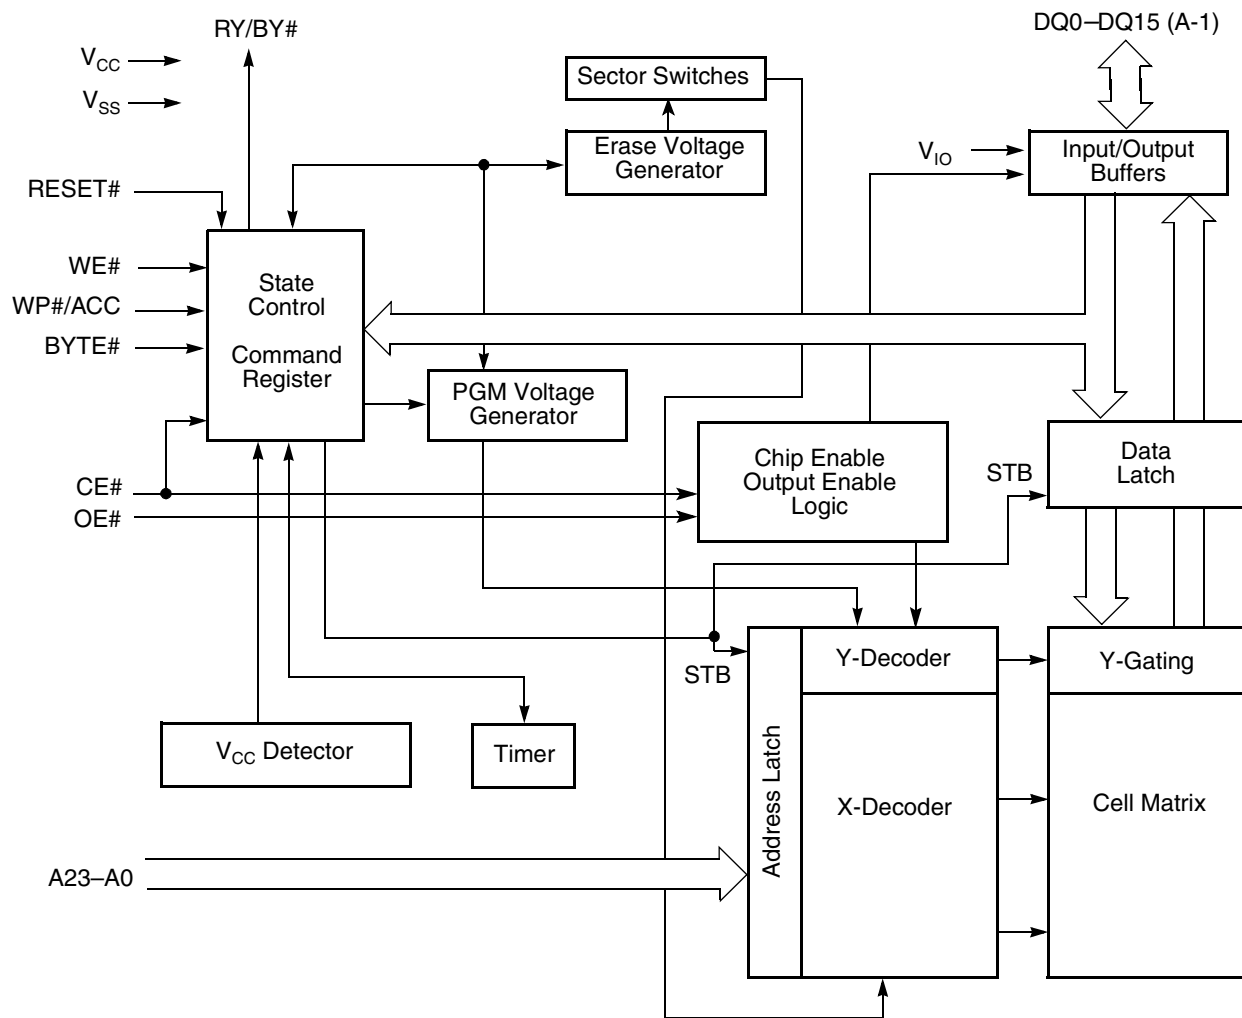 RY/BY#
DQ0–DQ15 (A-1)
VCC
VSS
Sector Switches
Erase Voltage
Generator
VIO
Input/Output
Buffers
RESET#
WE#
WP#/ACC
BYTE#
State
Control
Command
Register
PGM Voltage
Generator
CE#
OE#
Chip Enable
Output Enable
Logic
STB
Data
Latch
STB
Y-Decoder
Y-Gating
VCC Detector
Timer
Address Latch
X-Decoder
Cell Matrix
A23–A0